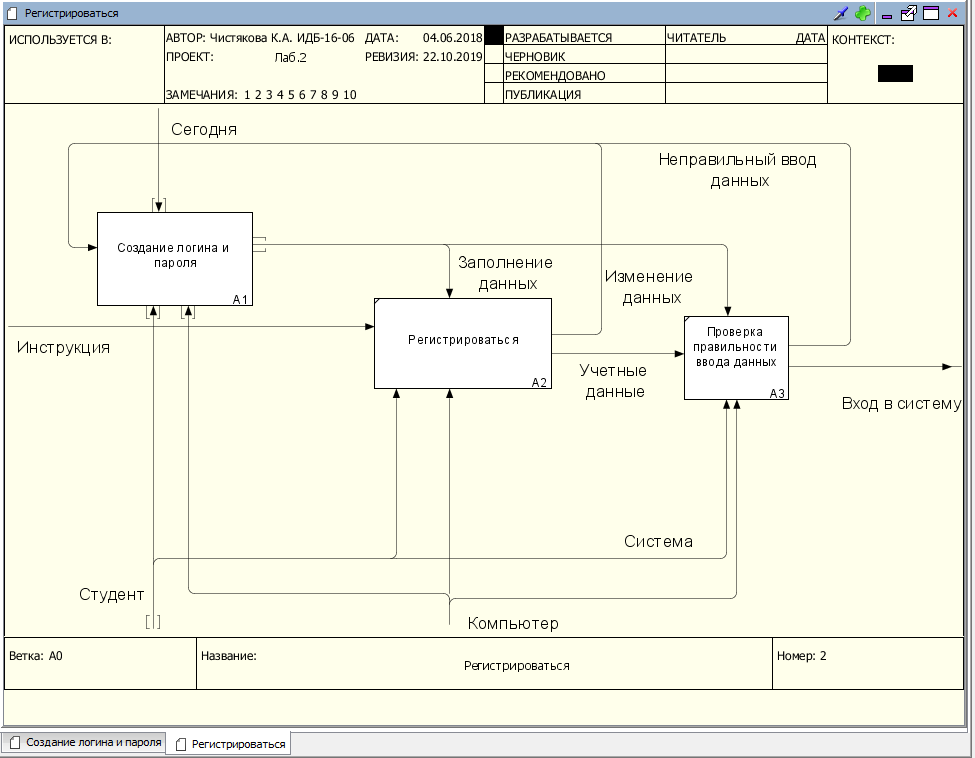 Регистрироваться
ИСПОЛЬЗУЕТСЯ В:
АВТОР: Чистякова К.А. ИДБ-16-06 ДАТА: 04.06.2018
ПРОЕКТ: Лаб.2 РЕВИЗИЯ: 22.10.2019
ЗАМЕЧАНИЯ: 1 2 3 4 5 6 7 8 9 10
РАЗРАБАТЫВАЕТСЯ
ЧЕРНОВИК
РЕКОМЕНДОВАНО
ПУБЛИКАЦИЯ
ЧИТАТЕЛЬ ДАТА
КОНТЕКСТ:
Сегодня
Неправильный ввод
данных
Создание логина и
пароля
A1
Заполнение
данных
Изменение
данных
Инструкция
Регистрироваться
A2
Проверка
правильности
ввода данных
A3
Учетные
данные
Вход в систему
Система
Студент
Компьютер
Ветка: A0
Название:
Регистрироваться
Номер: 2
Создание логина и пароля
Регистрироваться